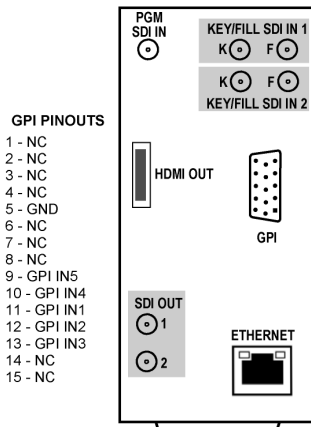 PGM
SDI IN
KEY/FILL SDI IN 1
K F
K F
KEY/FILL SDI IN 2
GPI PINOUTS
1 - NC
2 - NC
3 - NC
4 - NC
5 - GND
6 - NC
7 - NC
8 - NC
9 - GPI IN5
10 - GPI IN4
11 - GPI IN1
12 - GPI IN2
13 - GPI IN3
14 - NC
15 - NC
HDMI OUT
GPI
SDI OUT
1
2
ETHERNET